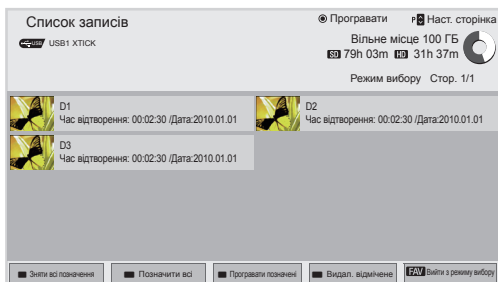 Список записів
Програвати P Наст. сторінка
USB USB1 XTICK
Вільне місце 100 ГБ
SD 79h 03m HD 31h 37m
Режим вибору Стор. 1/1
D1
Час відтворення: 00:02:30 /Дата:2010.01.01
D2
Час відтворення: 00:02:30 /Дата:2010.01.01
D3
Час відтворення: 00:02:30 /Дата:2010.01.01
Зняти всі позначення Позначити всі Програвати позначені Видал. відмічене FAV Вийти з режиму вибору